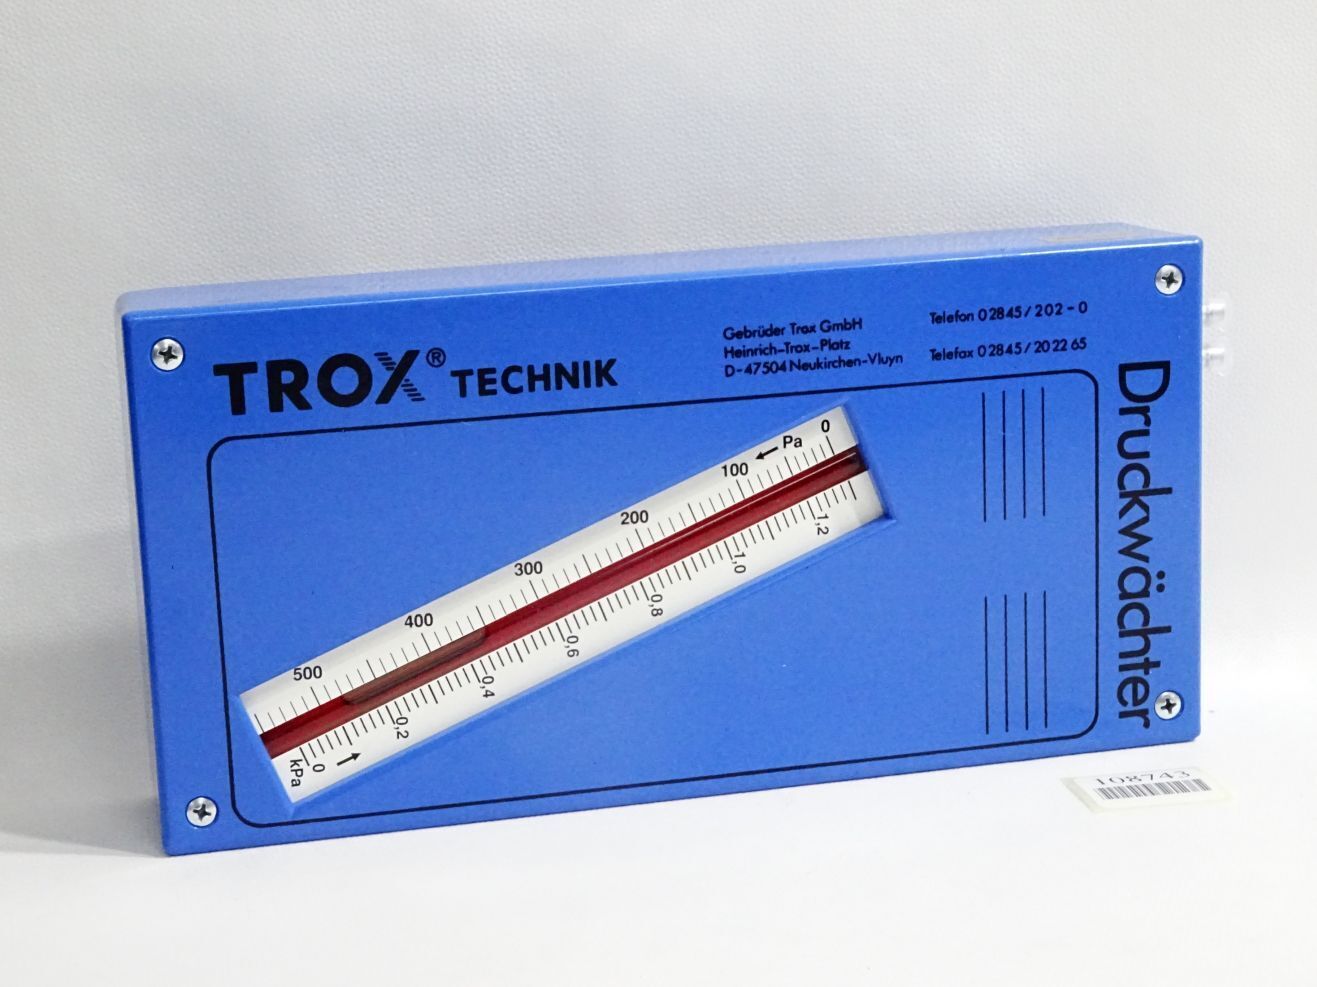 TROX® TECHNIK
Gebrüder Trox GmbH
Heinrich-Trox-Platz
D-47504 Neukirchen-Vluyn
Telefon 02845/202-0
Telefax 02845/202265
Druckwächter
0
← Pa
100
200
300
400
500
1,2
1,0
0,8
0,6
0,4
0,2
0
kPa
108743